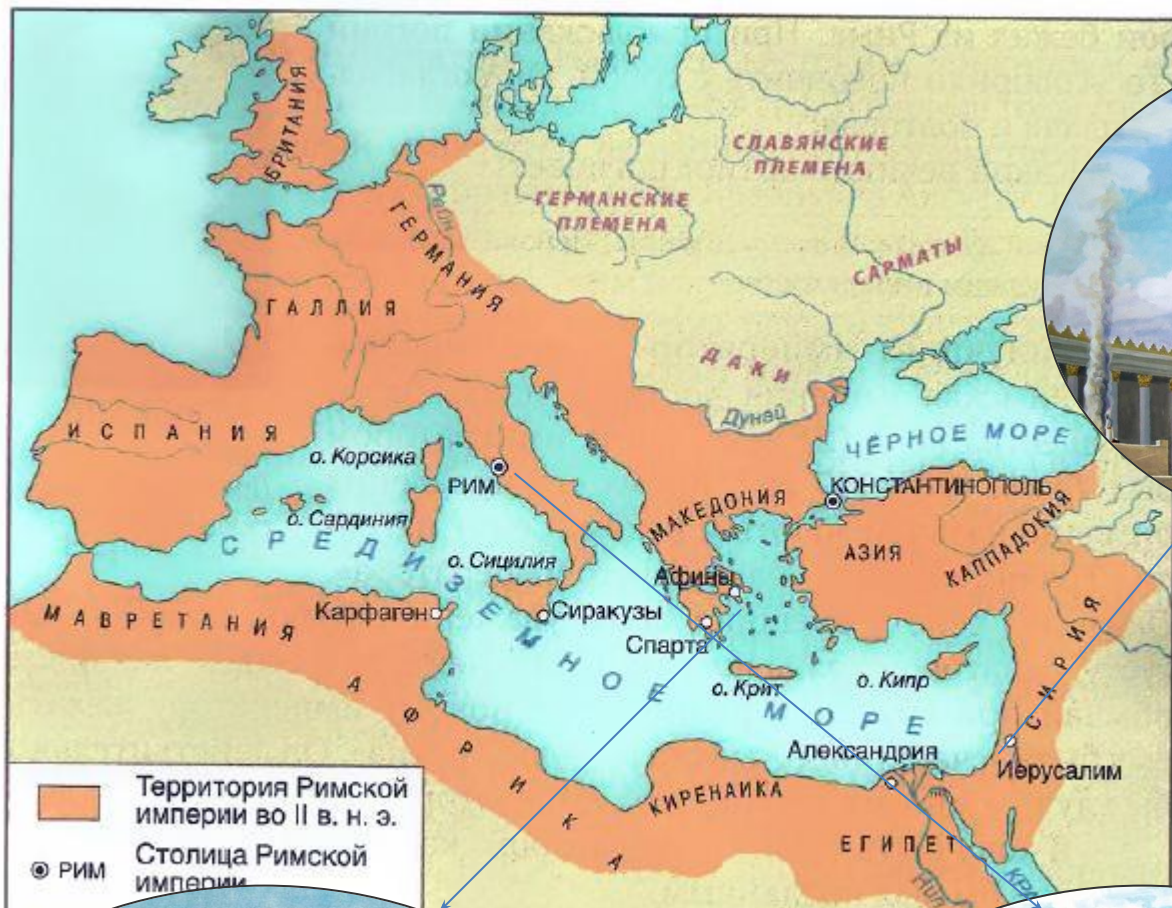 БРИТАНИЯ
СЛАВЯНСКИЕ
ПЛЕМЕНА
ГЕРМАНСКИЕ
ПЛЕМЕНА
Рейн
ГЕРМАНИЯ
САРМАТЫ
ГАЛЛИЯ
ДАКИ
Дунай
ИСПАНИЯ
ЧЁРНОЕ МОРЕ
о. Корсика
РИМ
КОНСТАНТИНОПОЛЬ
МАКЕДОНИЯ
о. Сардиния
АЗИЯ
КАППАДОКИЯ
СРЕДИЗЕМНОЕ МОРЕ
о. Сицилия
Афины
МАВРЕТАНИЯ
Карфаген
Сиракузы
Спарта
СИРИЯ
о. Крит
о. Кипр
АФРИКА
Александрия
Иерусалим
КИРЕНАИКА
ЕГИПЕТ
Нил
Территория Римской
империи во II в. н. э.
РИМ
Столица Римской
империи